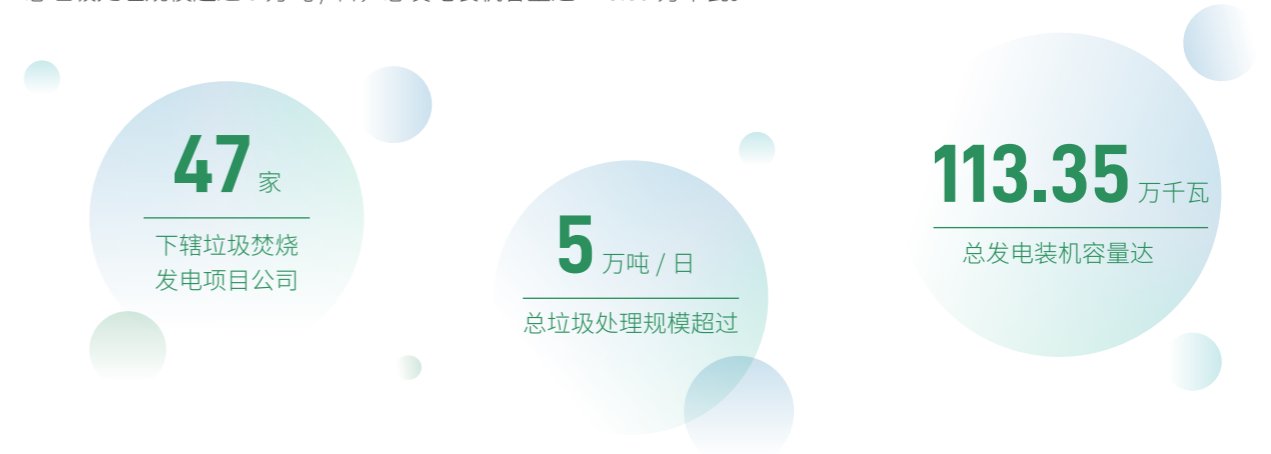 47 家
下辖垃圾焚烧
发电项目公司
5 万吨 / 日
总垃圾处理规模超过
113.35 万千瓦
总发电装机容量达